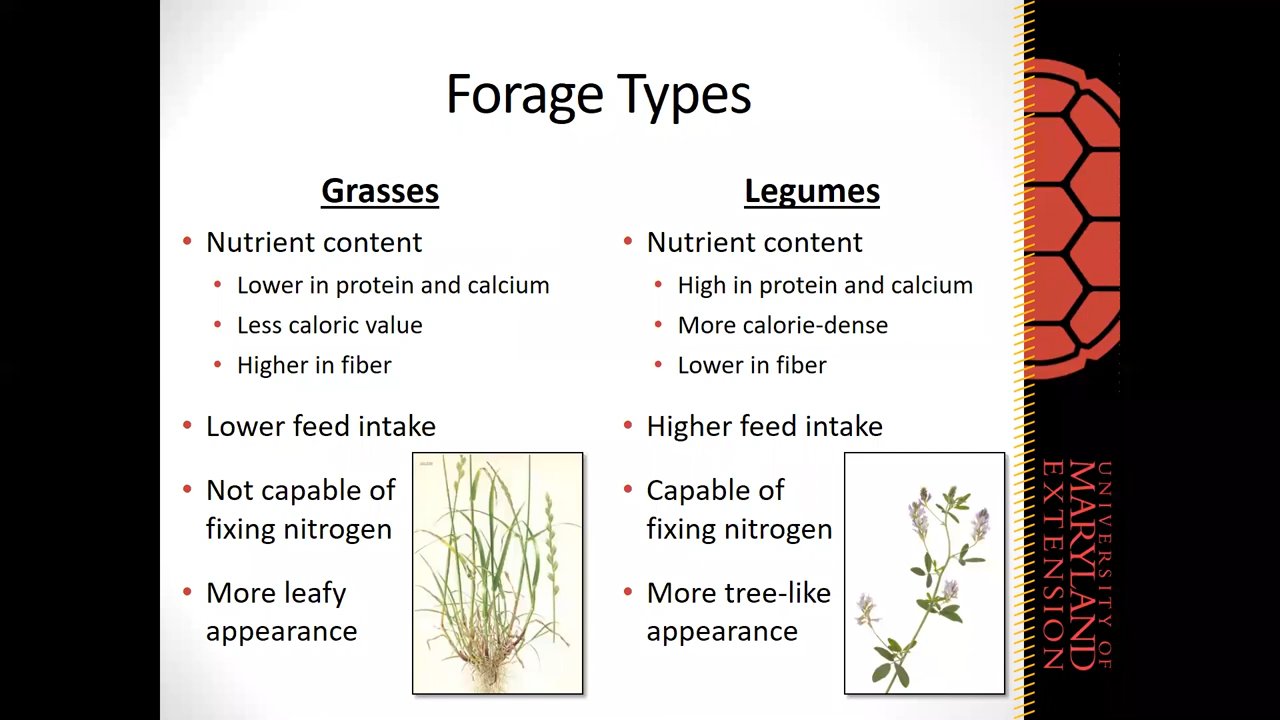 Forage Types
Grasses
• Nutrient content
• Lower in protein and calcium
• Less caloric value
• Higher in fiber
• Lower feed intake
• Not capable of
fixing nitrogen
• More leafy
appearance
Legumes
• Nutrient content
• High in protein and calcium
• More calorie-dense
• Lower in fiber
• Higher feed intake
• Capable of
fixing nitrogen
• More tree-like
appearance
UNIVERSITY OF
MARYLAND
EXTENSION